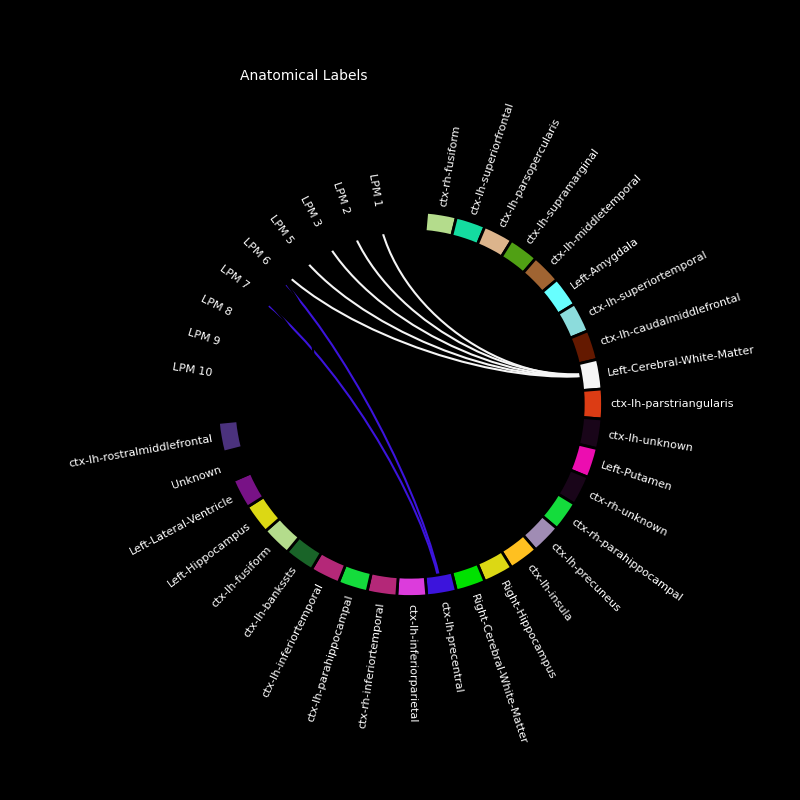 Anatomical Labels
LPM 1
LPM 2
LPM 3
LPM 5
LPM 6
LPM 7
LPM 8
LPM 9
LPM 10
ctx-lh-rostralmiddlefrontal
Unknown
Left-Lateral-Ventricle
Left-Hippocampus
ctx-lh-fusiform
ctx-lh-bankssts
ctx-lh-inferiortemporal
ctx-lh-parahippocampal
ctx-rh-inferiortemporal
ctx-lh-inferiorparietal
ctx-lh-precentral
Right-Cerebral-White-Matter
Right-Hippocampus
ctx-lh-insula
ctx-lh-precuneus
ctx-rh-parahippocampal
ctx-rh-unknown
Left-Putamen
ctx-lh-unknown
ctx-lh-parstriangularis
Left-Cerebral-White-Matter
ctx-lh-caudalmiddlefrontal
ctx-lh-superiortemporal
Left-Amygdala
ctx-lh-middletemporal
ctx-lh-supramarginal
ctx-lh-parsopercularis
ctx-lh-superiorfrontal
ctx-rh-fusiform